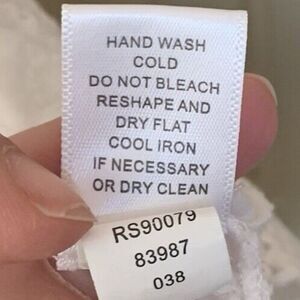 HAND WASH
COLD
DO NOT BLEACH
RESHAPE AND
DRY FLAT
COOL IRON
IF NECESSARY
OR DRY CLEAN
RS90079
83987
038